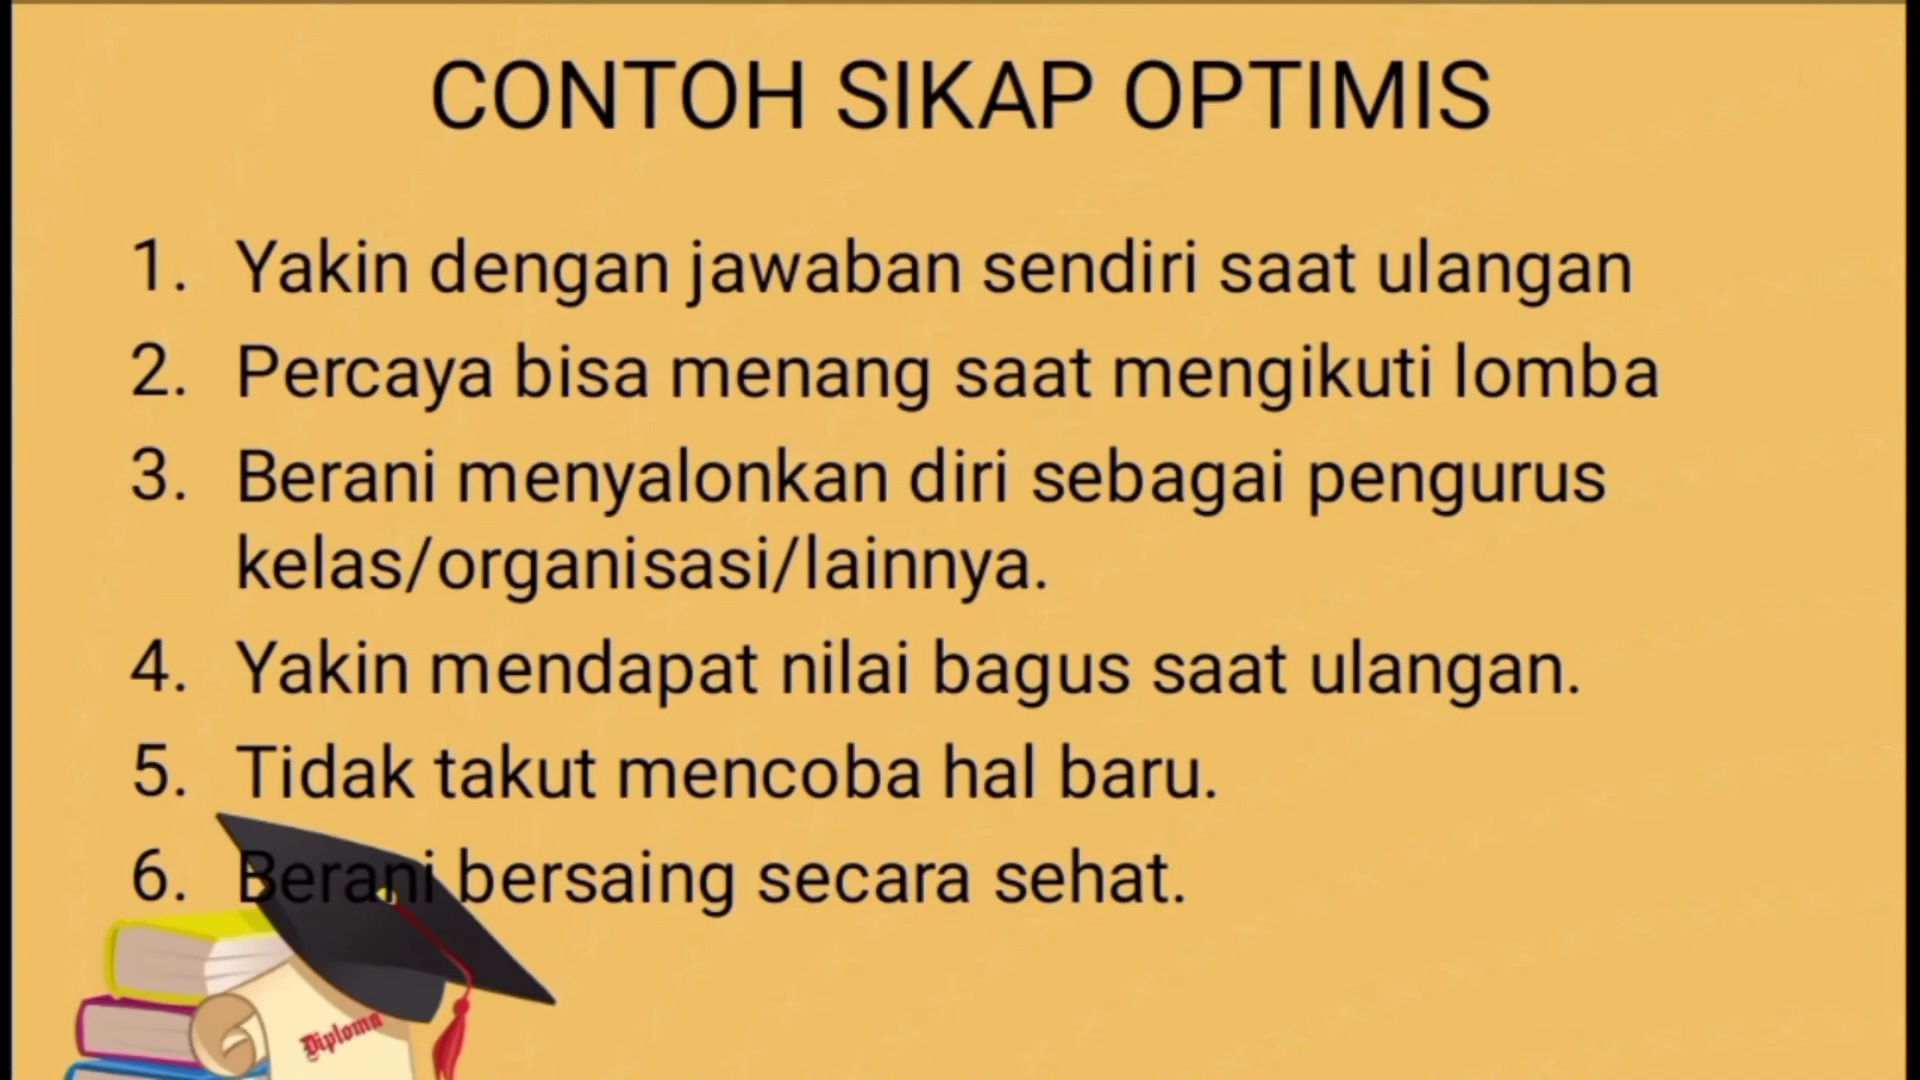 CONTOH SIKAP OPTIMIS
1. Yakin dengan jawaban sendiri saat ulangan
2. Percaya bisa menang saat mengikuti lomba
3. Berani menyalonkan diri sebagai pengurus
kelas/organisasi/lainnya.
4. Yakin mendapat nilai bagus saat ulangan.
5. Tidak takut mencoba hal baru.
6. Berani bersaing secara sehat.
Diploma